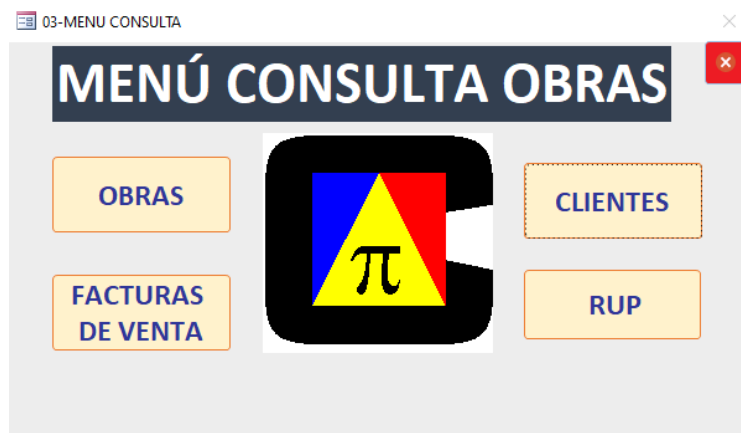 03-MENU CONSULTA
MENÚ CONSULTA OBRAS
OBRAS
CLIENTES
FACTURAS
DE VENTA
RUP
π